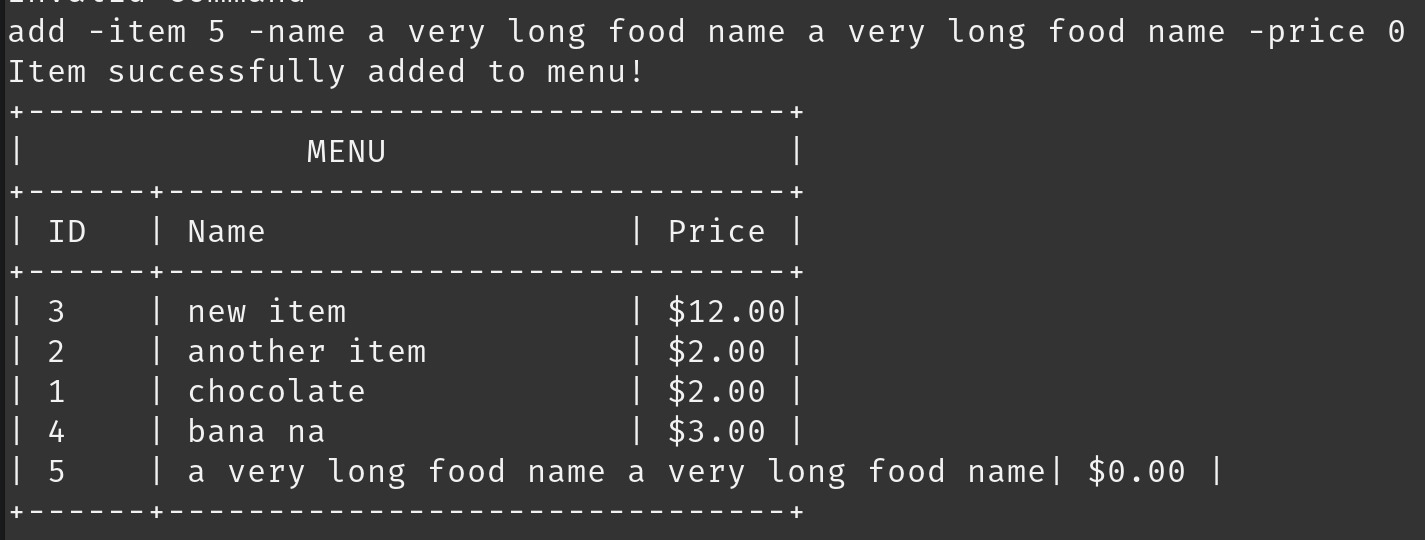 add -item 5 -name a very long food name a very long food name -price 0
Item successfully added to menu!
+--------------------------------------+
|              MENU                    |
+------+-------------------------------+
| ID   | Name                  | Price |
+------+-------------------------------+
| 3    | new item              | $12.00|
| 2    | another item          | $2.00 |
| 1    | chocolate             | $2.00 |
| 4    | bana na               | $3.00 |
| 5    | a very long food name a very long food name| $0.00 |
+------+-------------------------------+